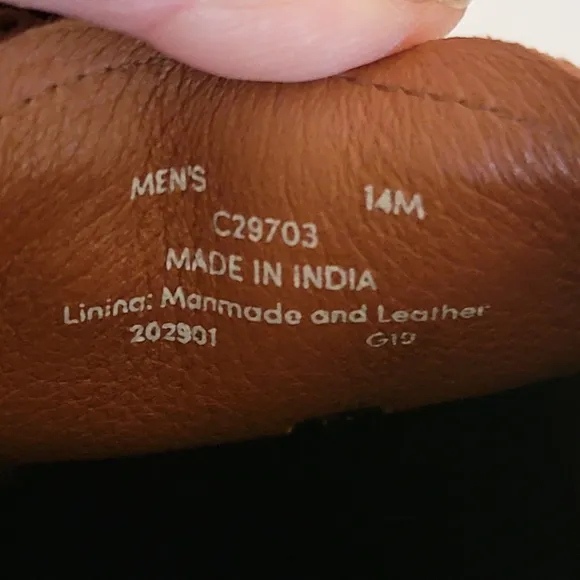 MEN'S 14M
C29703
MADE IN INDIA
Lining: Manmade and Leather
202901 G19